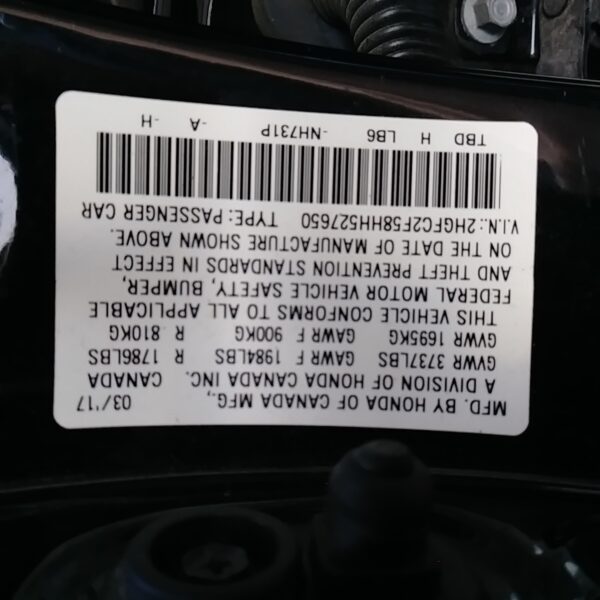 MFD. BY HONDA OF CANADA MFG., 03/'17
A DIVISION OF HONDA CANADA INC. CANADA
GVWR 3737LBS GAWR F 1984LBS R 1786LBS
GVWR 1695KG GAWR F 900KG R 810KG
THIS VEHICLE CONFORMS TO ALL APPLICABLE
FEDERAL MOTOR VEHICLE SAFETY, BUMPER,
AND THEFT PREVENTION STANDARDS IN EFFECT
ON THE DATE OF MANUFACTURE SHOWN ABOVE.
V.I.N.: 2HGFC2F58HH527650 TYPE: PASSENGER CAR
TBD H LB6 -NH731P -A -H